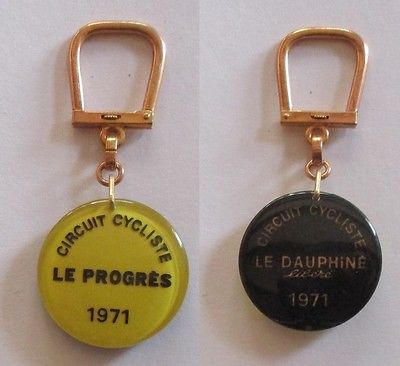 CIRCUIT CYCLISTE
LE PROGRÈS
1971
CIRCUIT CYCLISTE
LE DAUPHINÉ
libéré
1971